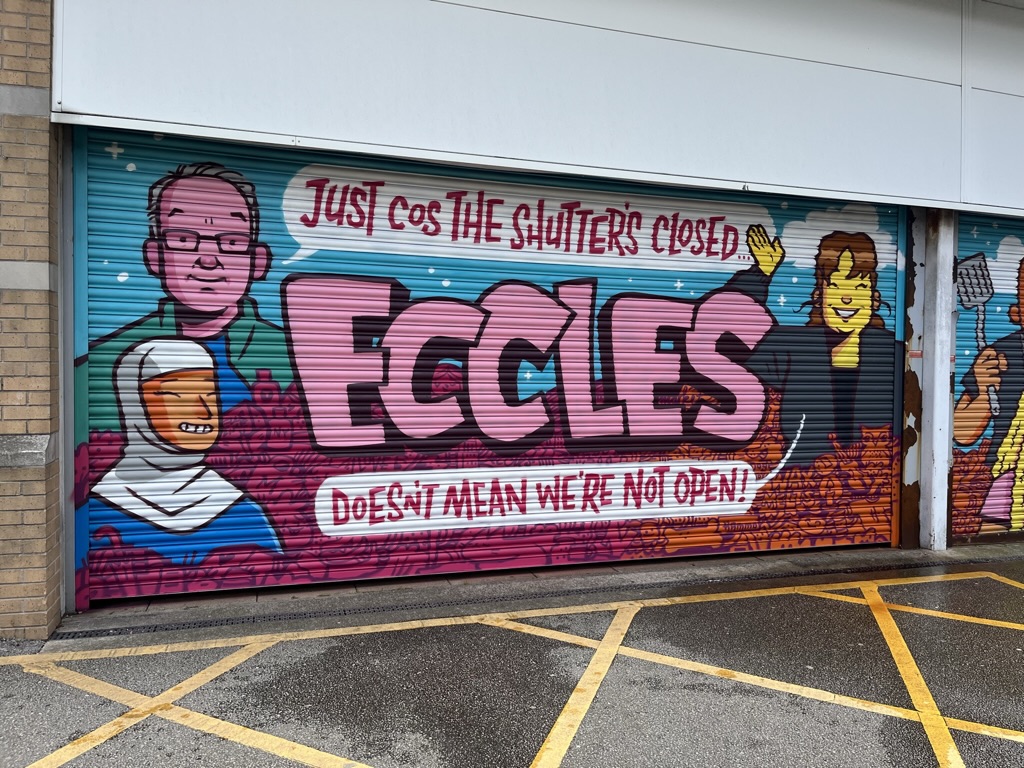 JUST COS THE SHUTTER'S CLOSED...
ECCLES
DOESN'T MEAN WE'RE NOT OPEN!